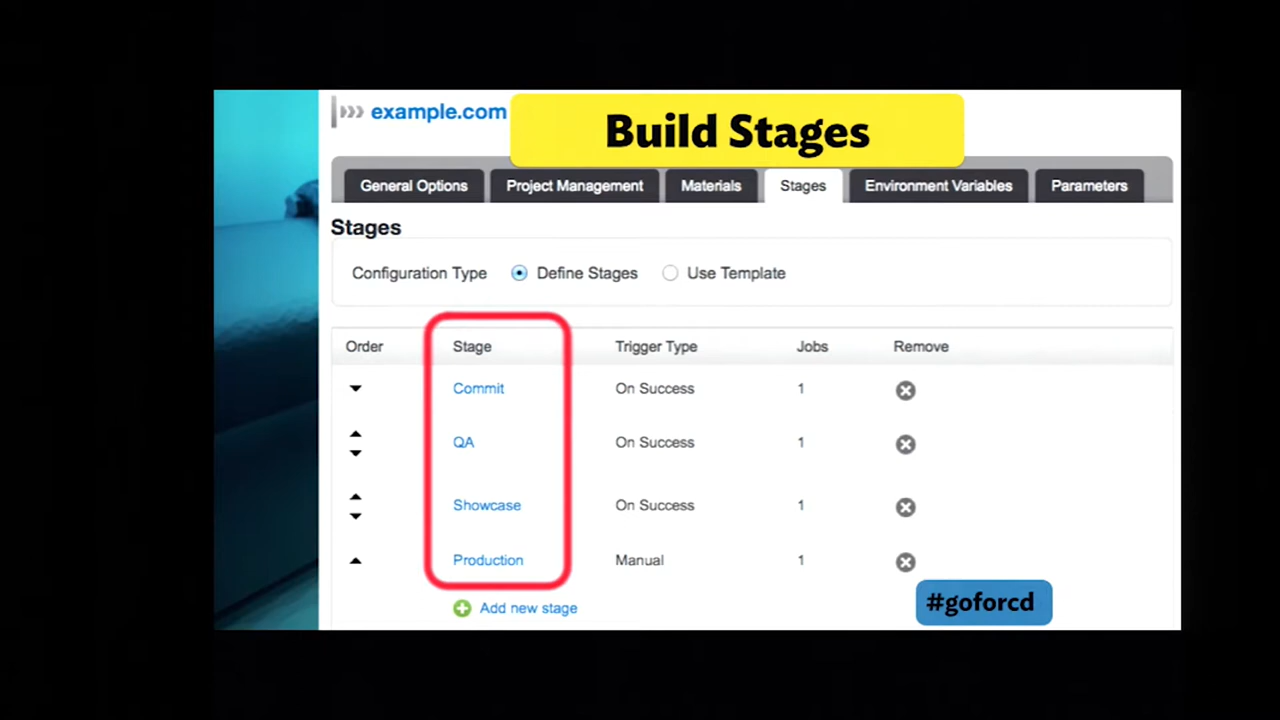 example.com
Build Stages
General Options Project Management Materials Stages Environment Variables Parameters
Stages
Configuration Type Define Stages Use Template
Order Stage Trigger Type Jobs Remove
Commit On Success 1
QA On Success 1
Showcase On Success 1
Production Manual 1
Add new stage
#goforcd